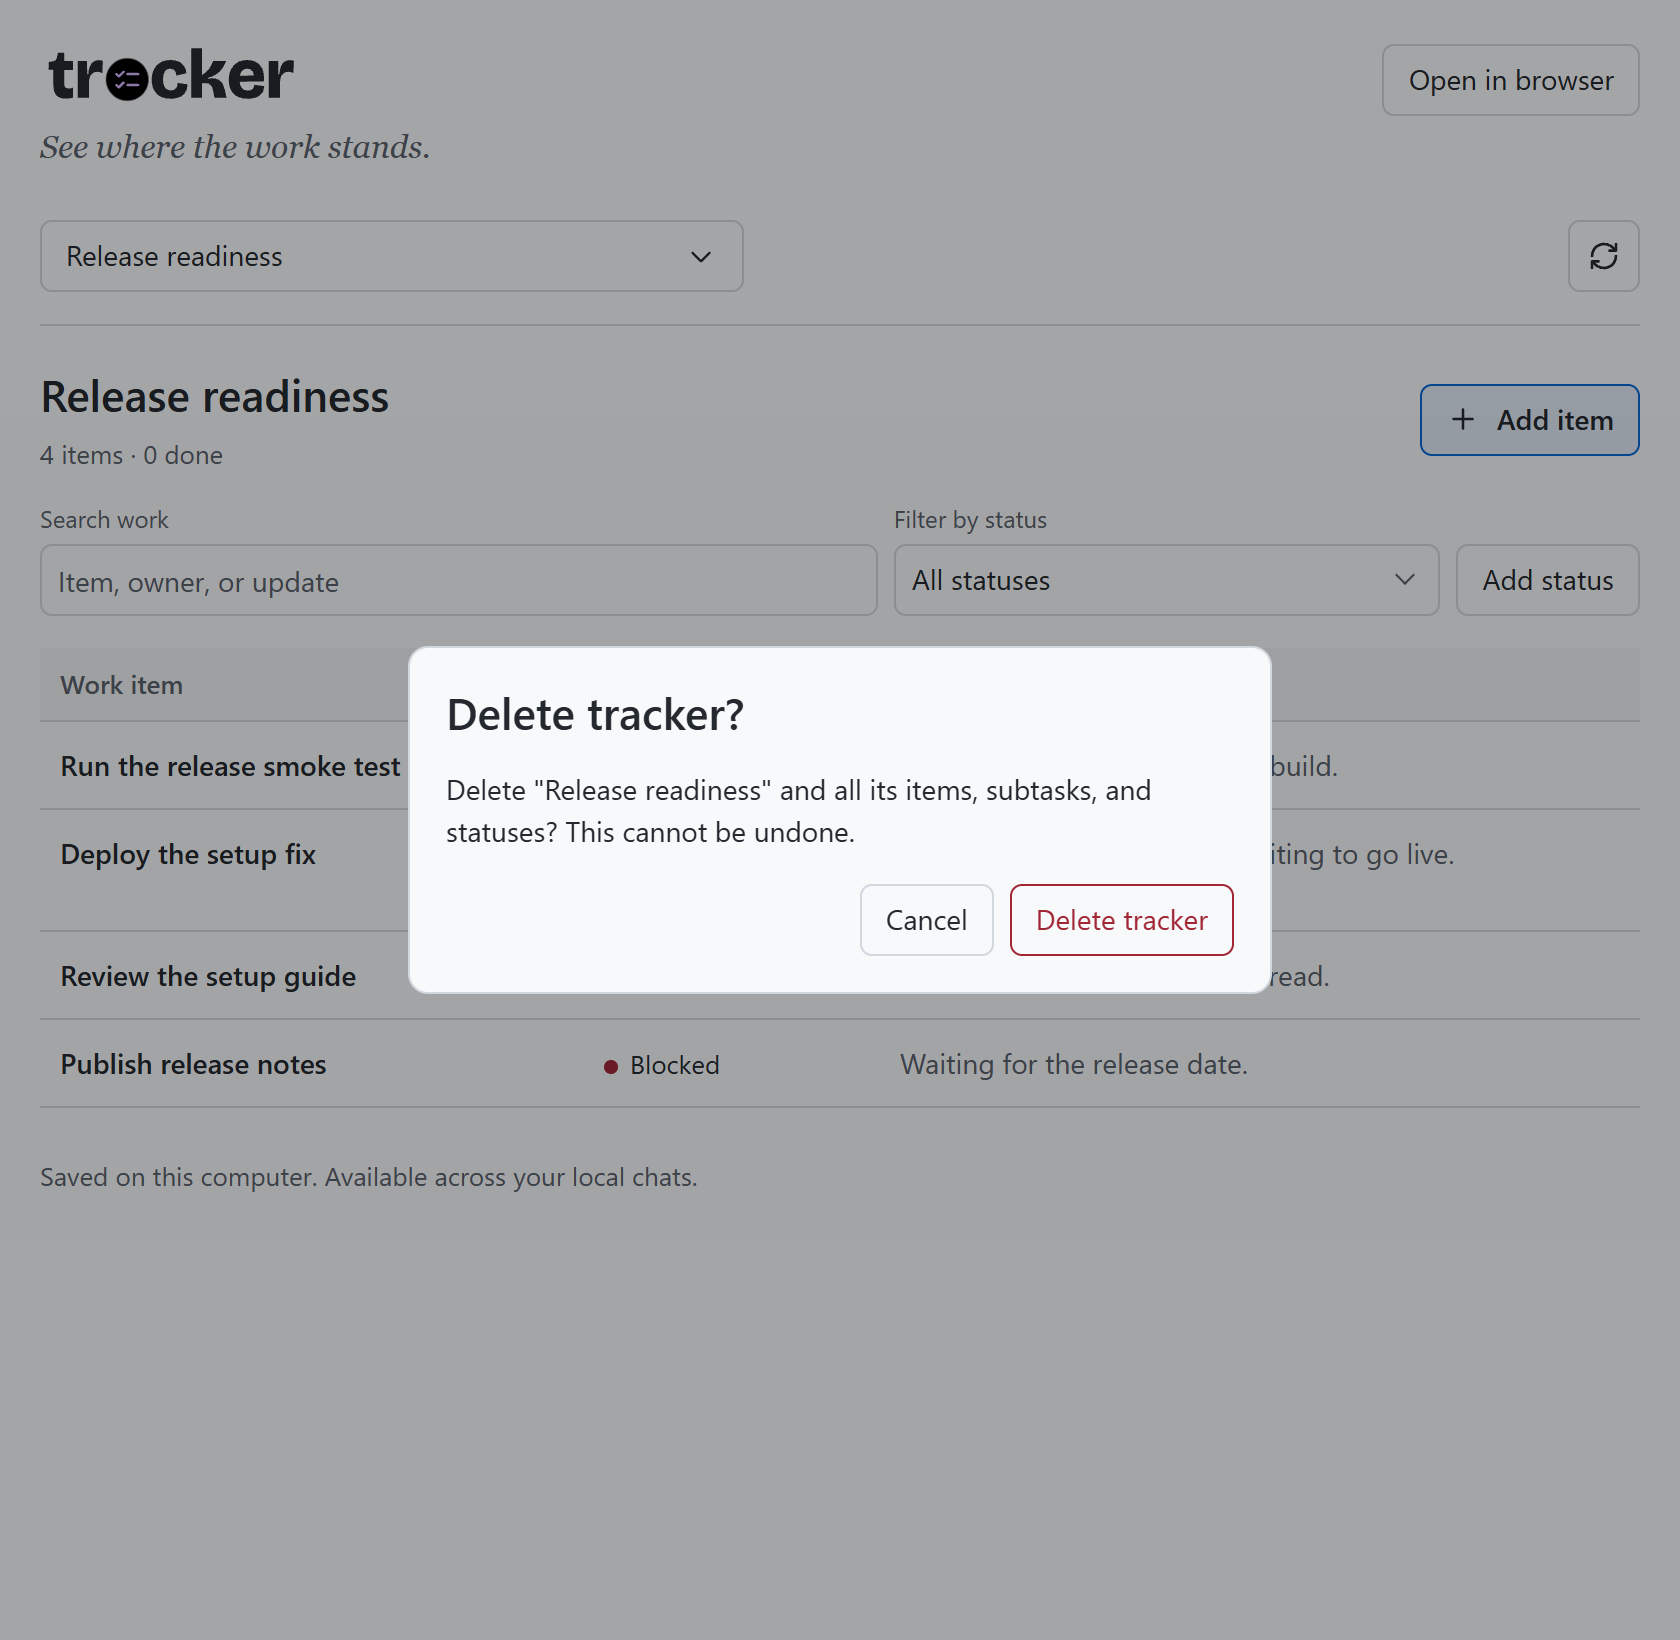 tracker
Open in browser
See where the work stands.
Release readiness
Release readiness
Add item
4 items · 0 done
Search work
Filter by status
Item, owner, or update
All statuses
Add status
Work item
Delete tracker?
Run the release smoke test
build.
Delete "Release readiness" and all its items, subtasks, and
statuses? This cannot be undone.
Deploy the setup fix
to go live.
Cancel
Delete tracker
Review the setup guide
read.
Publish release notes
Blocked
Waiting for the release date.
Saved on this computer. Available across your local chats.